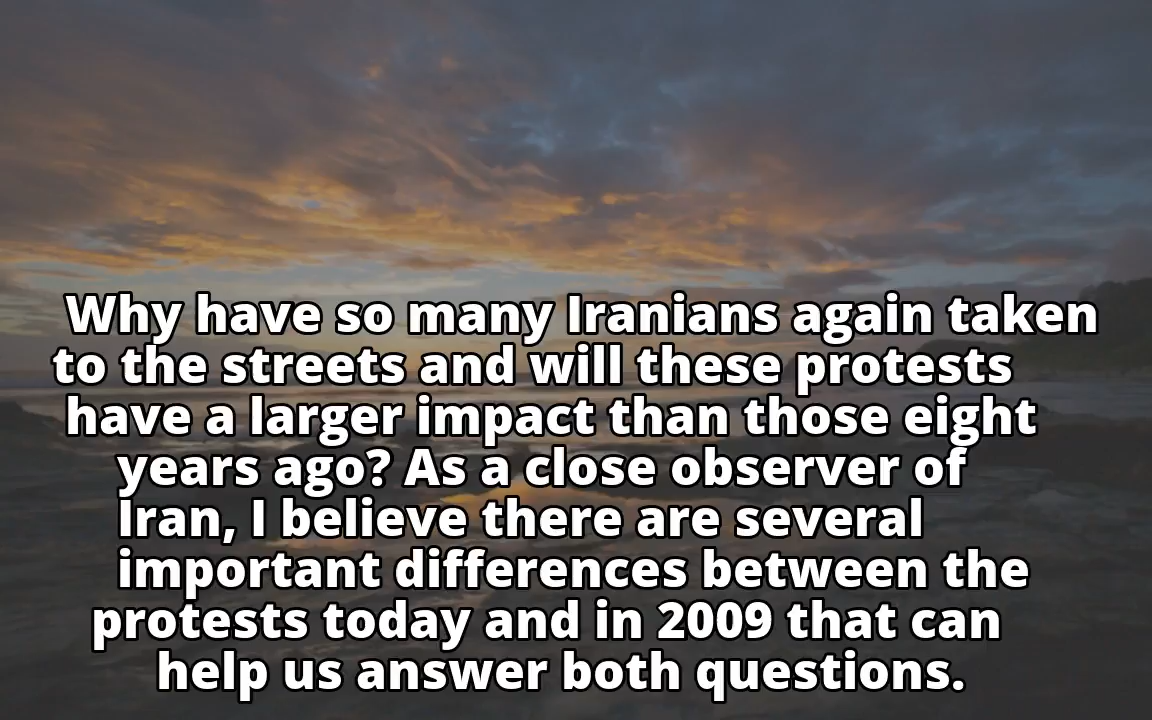 Why have so many Iranians again taken
to the streets and will these protests
have a larger impact than those eight
years ago? As a close observer of
Iran, I believe there are several
important differences between the
protests today and in 2009 that can
help us answer both questions.